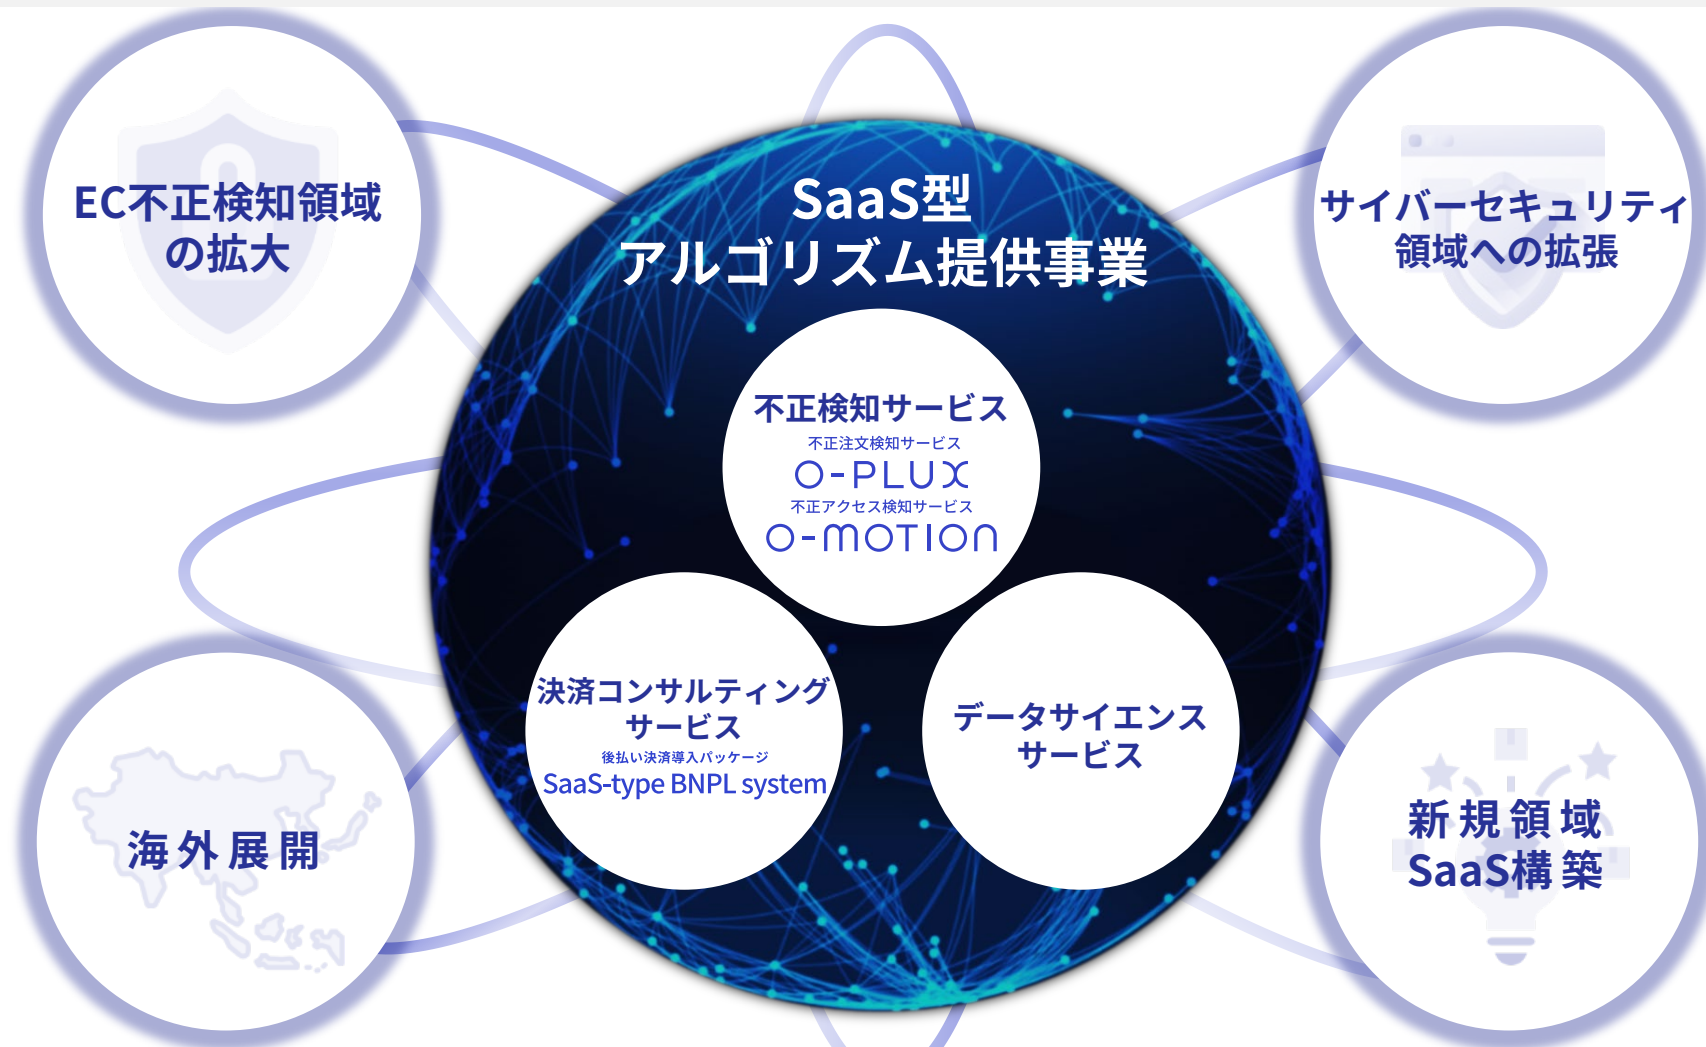 EC不正検知領域
の拡大
SaaS型
アルゴリズム提供事業
サイバーセキュリティ
領域への拡張
不正検知サービス
不正注文検知サービス
O-PLUX
不正アクセス検知サービス
O-MOTION
決済コンサルティング
サービス
後払い決済導入パッケージ
SaaS-type BNPL system
データサイエンス
サービス
海外展開
新規領域
SaaS構築